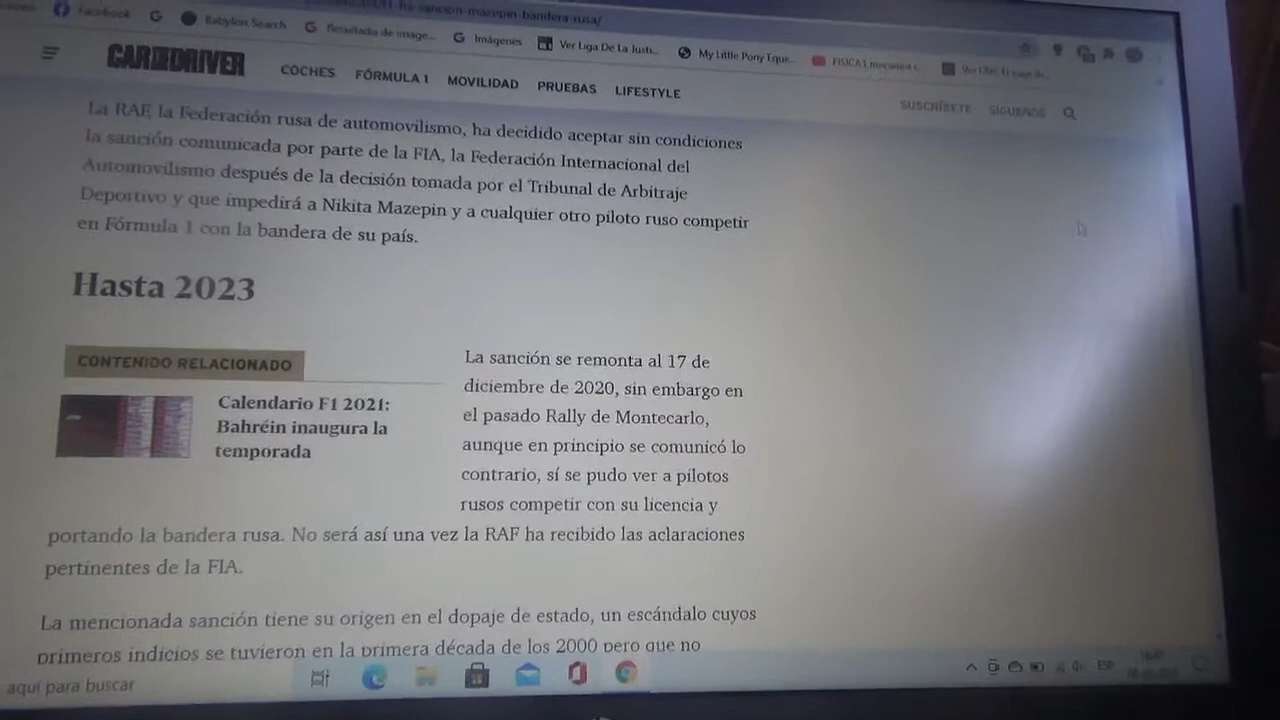 ha-sancion-mazepin-bandera-rusa/
Facebook
G
Babylon Search
G Resultado de image...
G Imágenes
Ver Liga De La Justi...
My Little Pony Eque...
CAR AND DRIVER
COCHES FÓRMULA 1 MOVILIDAD PRUEBAS LIFESTYLE
SUSCRÍBETE SÍGUENOS
La RAF, la Federación rusa de automovilismo, ha decidido aceptar sin condiciones
la sanción comunicada por parte de la FIA, la Federación Internacional del
Automovilismo después de la decisión tomada por el Tribunal de Arbitraje
Deportivo y que impedirá a Nikita Mazepin y a cualquier otro piloto ruso competir
en Fórmula 1 con la bandera de su país.
Hasta 2023
CONTENIDO RELACIONADO
Calendario F1 2021:
Bahréin inaugura la
temporada
La sanción se remonta al 17 de
diciembre de 2020, sin embargo en
el pasado Rally de Montecarlo,
aunque en principio se comunicó lo
contrario, sí se pudo ver a pilotos
rusos competir con su licencia y
portando la bandera rusa. No será así una vez la RAF ha recibido las aclaraciones
pertinentes de la FIA.
La mencionada sanción tiene su origen en el dopaje de estado, un escándalo cuyos
primeros indicios se tuvieron en la primera década de los 2000 pero que no
aquí para buscar
ESP